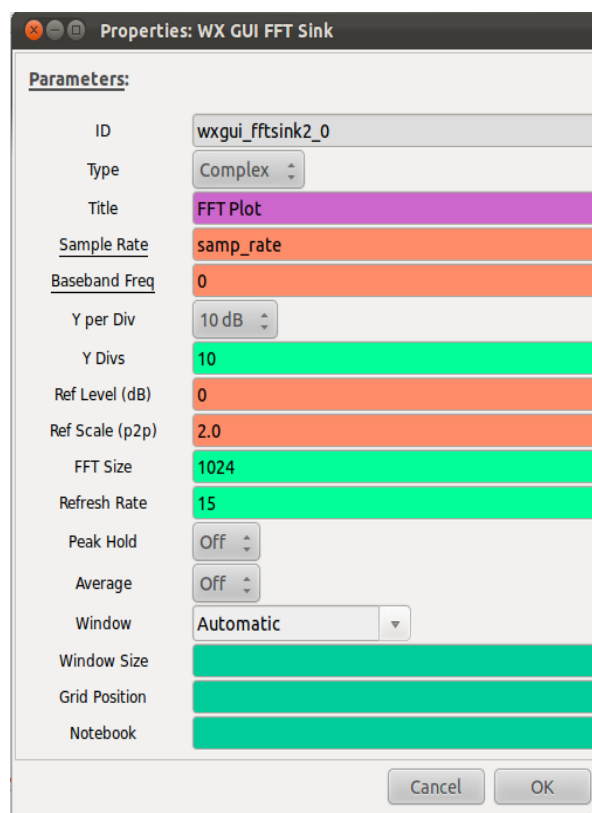 Properties: WX GUI FFT Sink
Parameters:
ID wxgui_fftsink2_0
Type Complex
Title FFT Plot
Sample Rate samp_rate
Baseband Freq 0
Y per Div 10 dB
Y Divs 10
Ref Level (dB) 0
Ref Scale (p2p) 2.0
FFT Size 1024
Refresh Rate 15
Peak Hold Off
Average Off
Window Automatic
Window Size
Grid Position
Notebook
Cancel OK